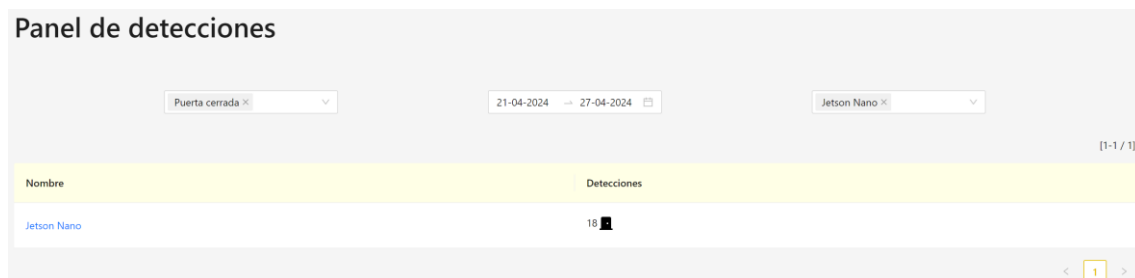 Panel de detecciones
Puerta cerrada × 21-04-2024 → 27-04-2024 Jetson Nano ×
[1-1 / 1]
Nombre Detecciones
Jetson Nano 18
< 1 >